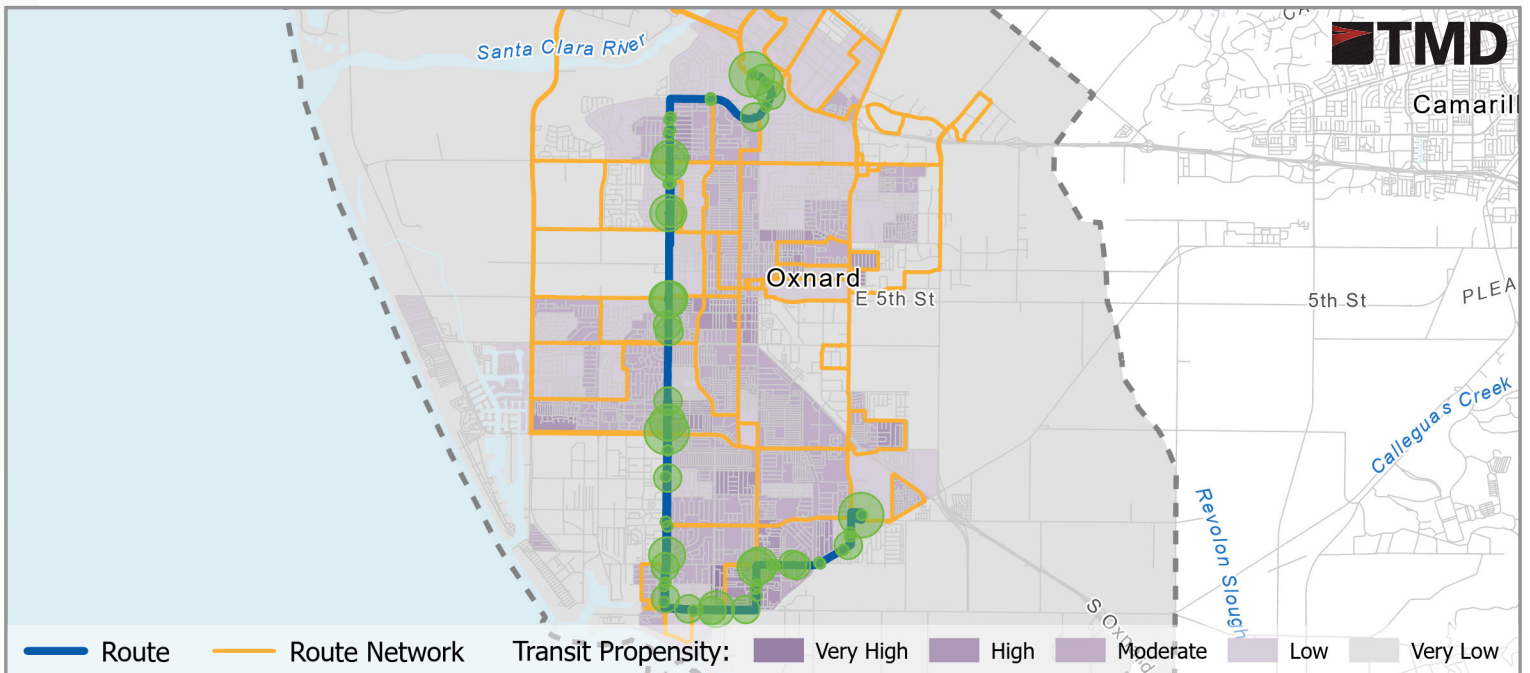 Santa Clara River
TMD
Camarill
Oxnard
E 5th St
5th St
PLEA
Calleguas Creek
Revolon Slough
S Oxnard
Route
Route Network
Transit Propensity:
Very High
High
Moderate
Low
Very Low